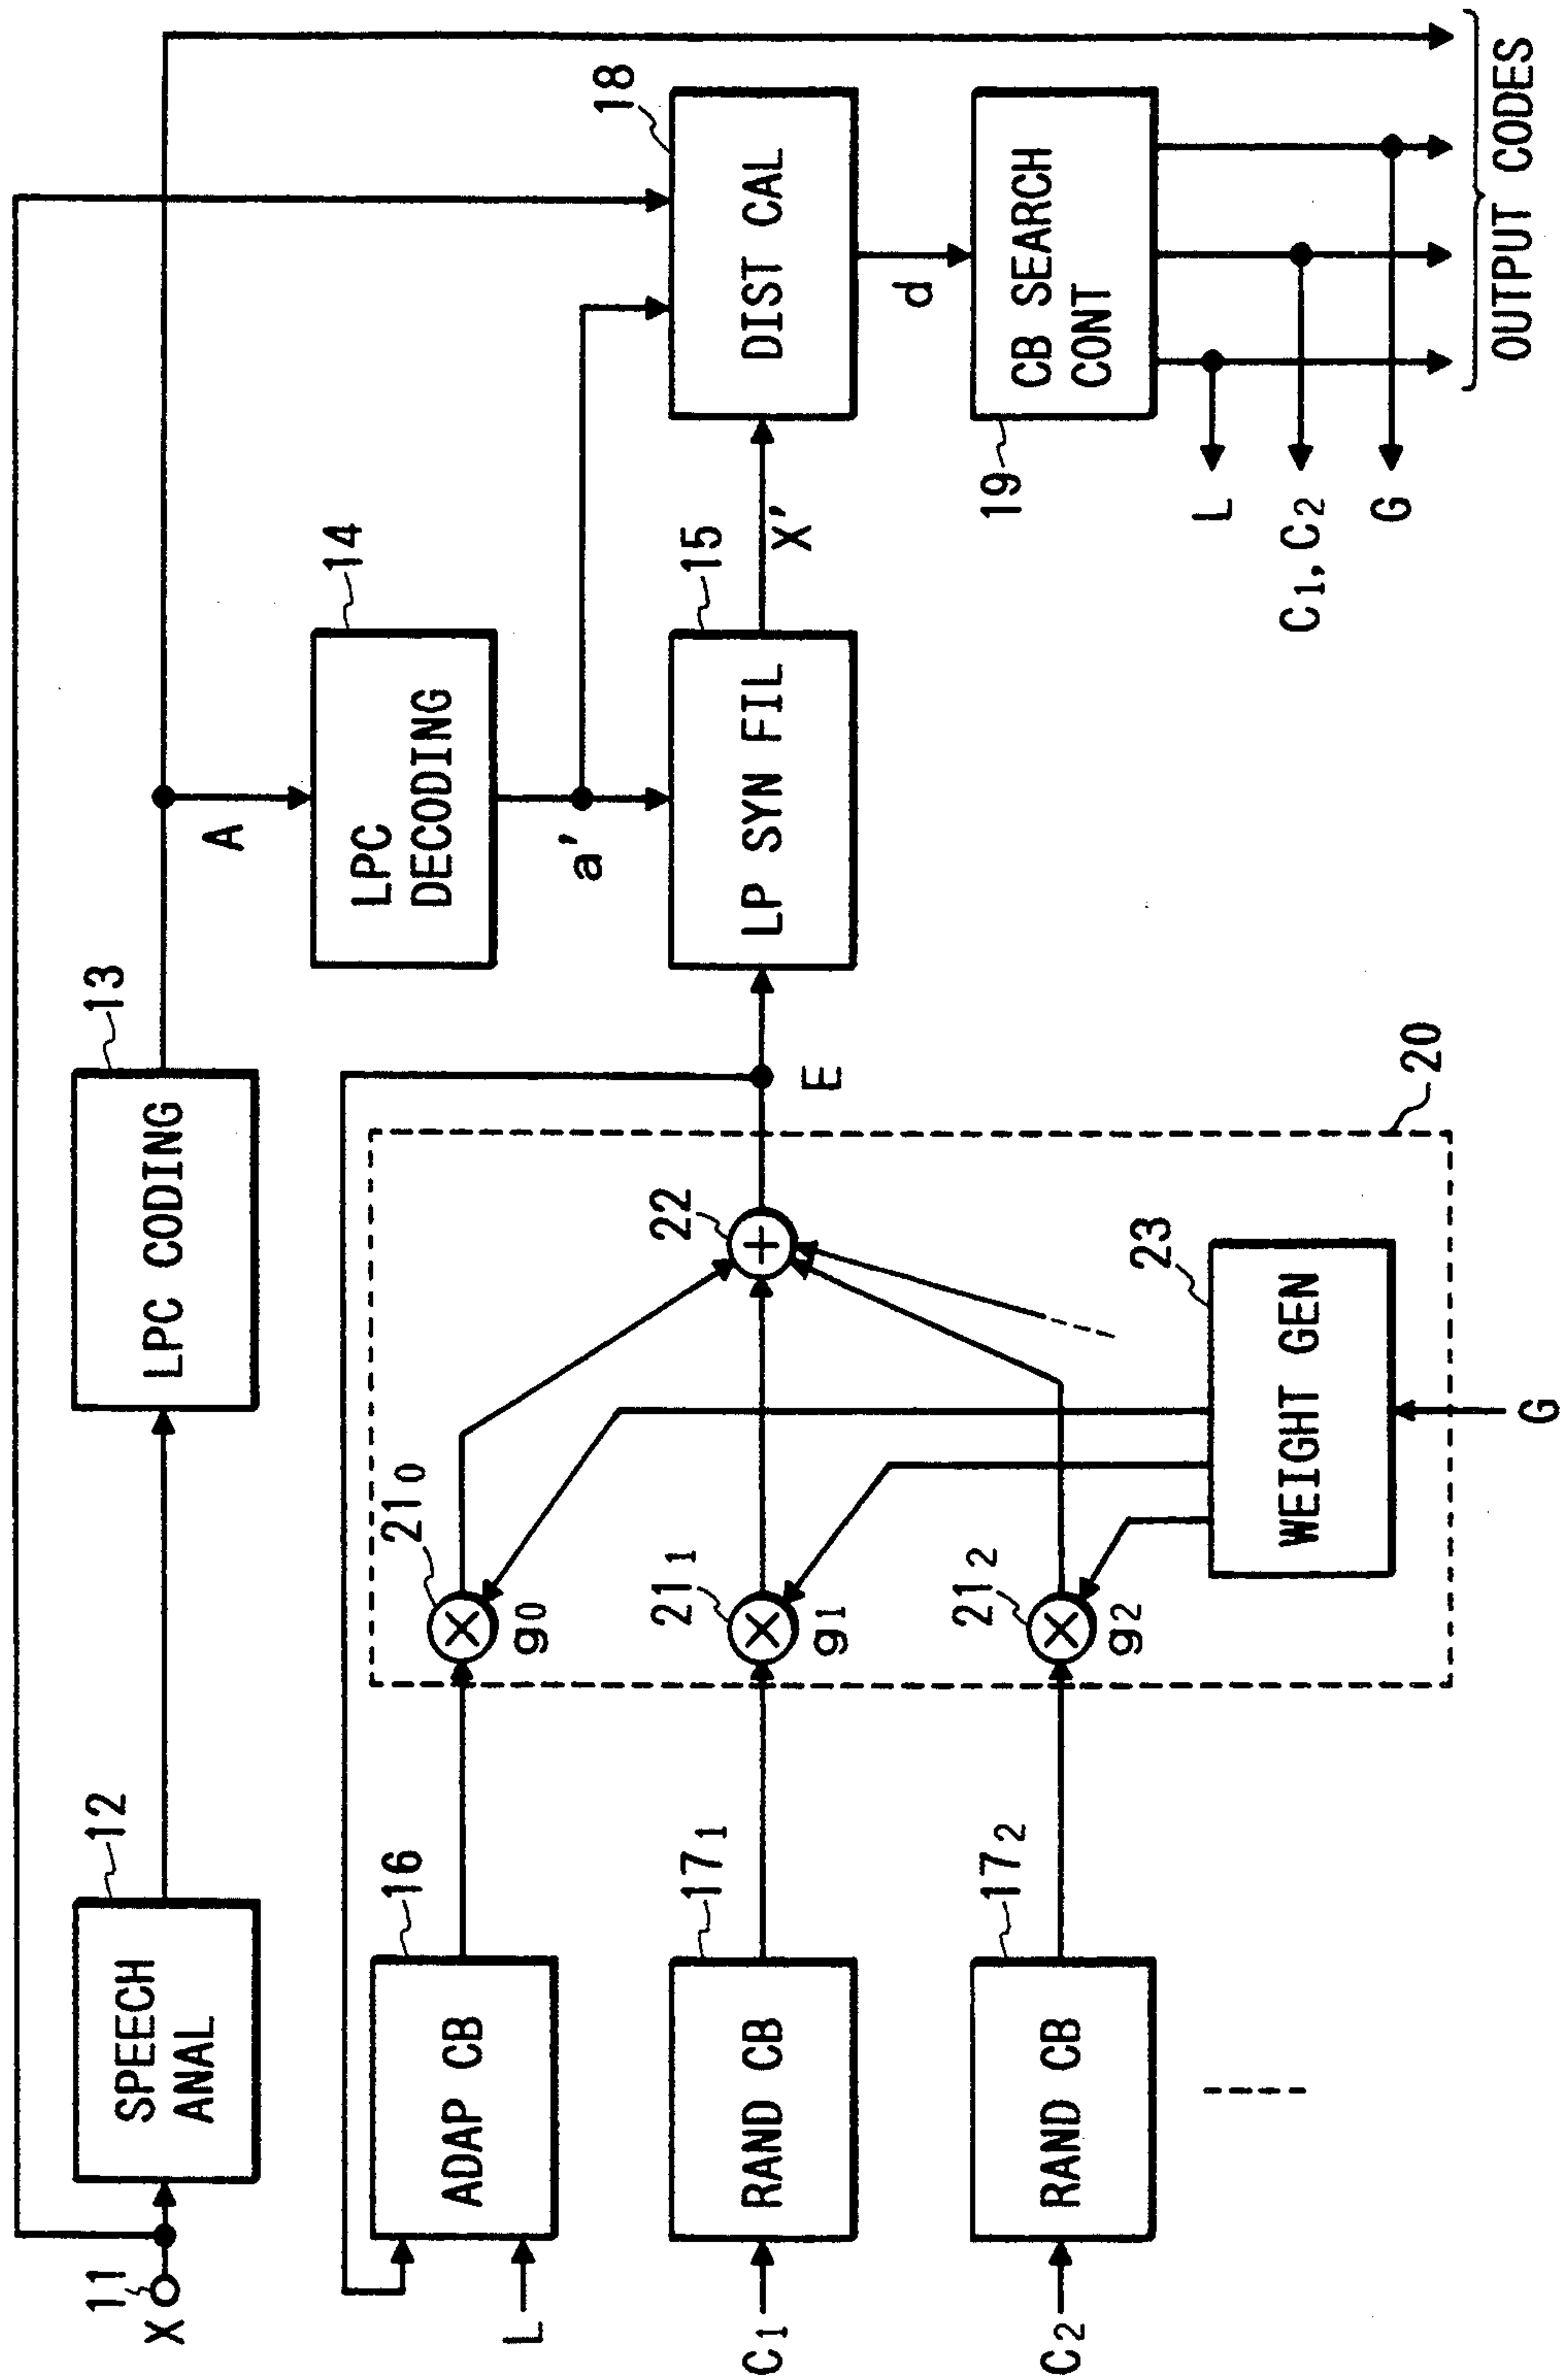 11
X
12
SPEECH
ANAL
13
LPC CODING
A
14
LPC
DECODING
a'
16
ADAP CB
L
21₀
g₀
E
15
LP SYN FIL
X'
18
DIST CAL
d
C₁
17₁
RAND CB
21₁
g₁
22
C₂
17₂
RAND CB
21₂
g₂
23
WEIGHT GEN
G
20
19
CB SEARCH
CONT
L
C₁,C₂
G
OUTPUT CODES